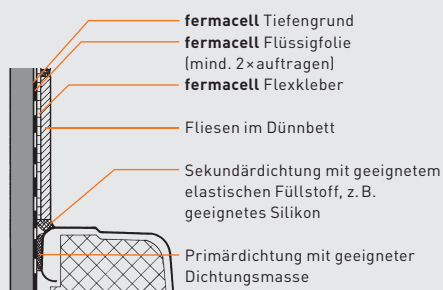 fermacell Tiefengrund
fermacell Flüssigfolie
(mind. 2×auftragen)
fermacell Flexkleber
Fliesen im Dünnbett
Sekundärdichtung mit geeignetem
elastischen Füllstoff, z. B.
geeignetes Silikon
Primärdichtung mit geeigneter
Dichtungsmasse